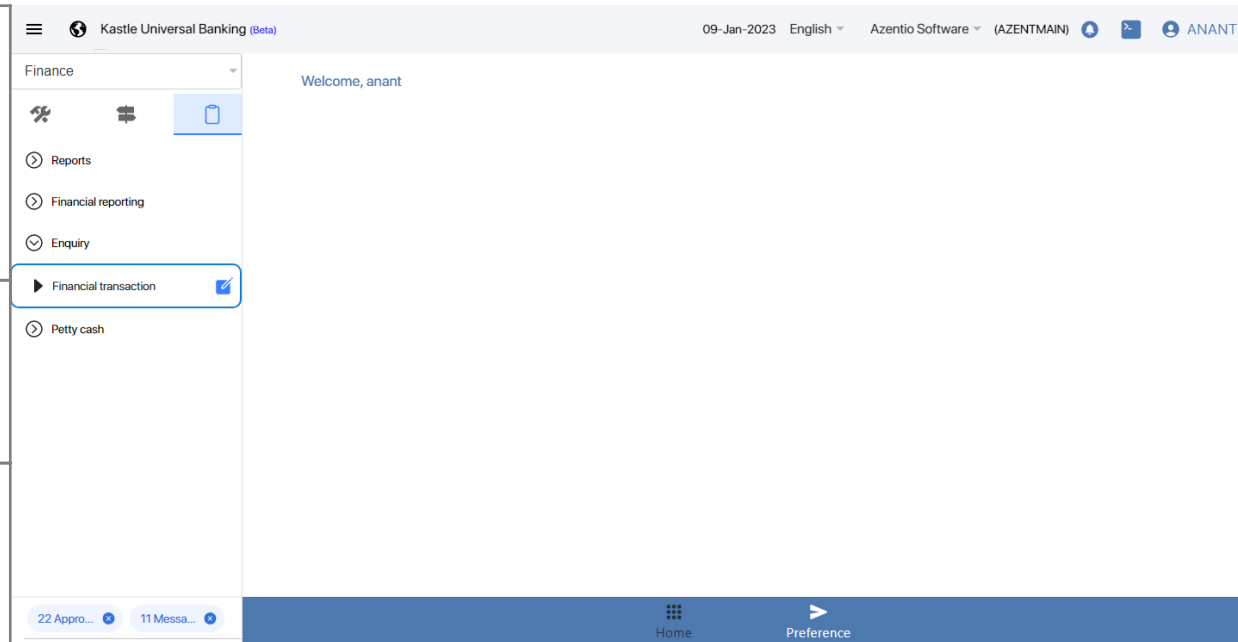 Kastle Universal Banking (Beta) 09-Jan-2023 English Azentio Software (AZENTMAIN) ANANT
Finance
Welcome, anant
Reports
Financial reporting
Enquiry
Financial transaction
Petty cash
22 Appro... 11 Messa...
Home Preference